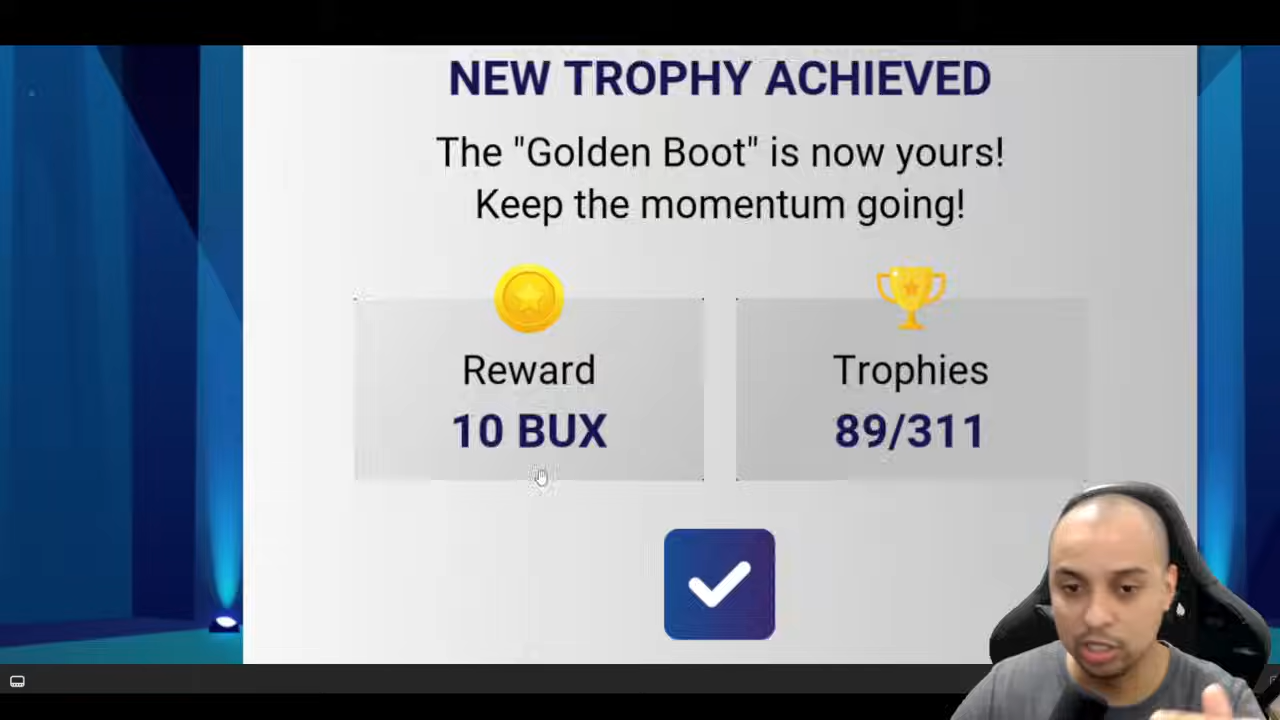 NEW TROPHY ACHIEVED
The "Golden Boot" is now yours!
Keep the momentum going!
Reward
10 BUX
Trophies
89/311